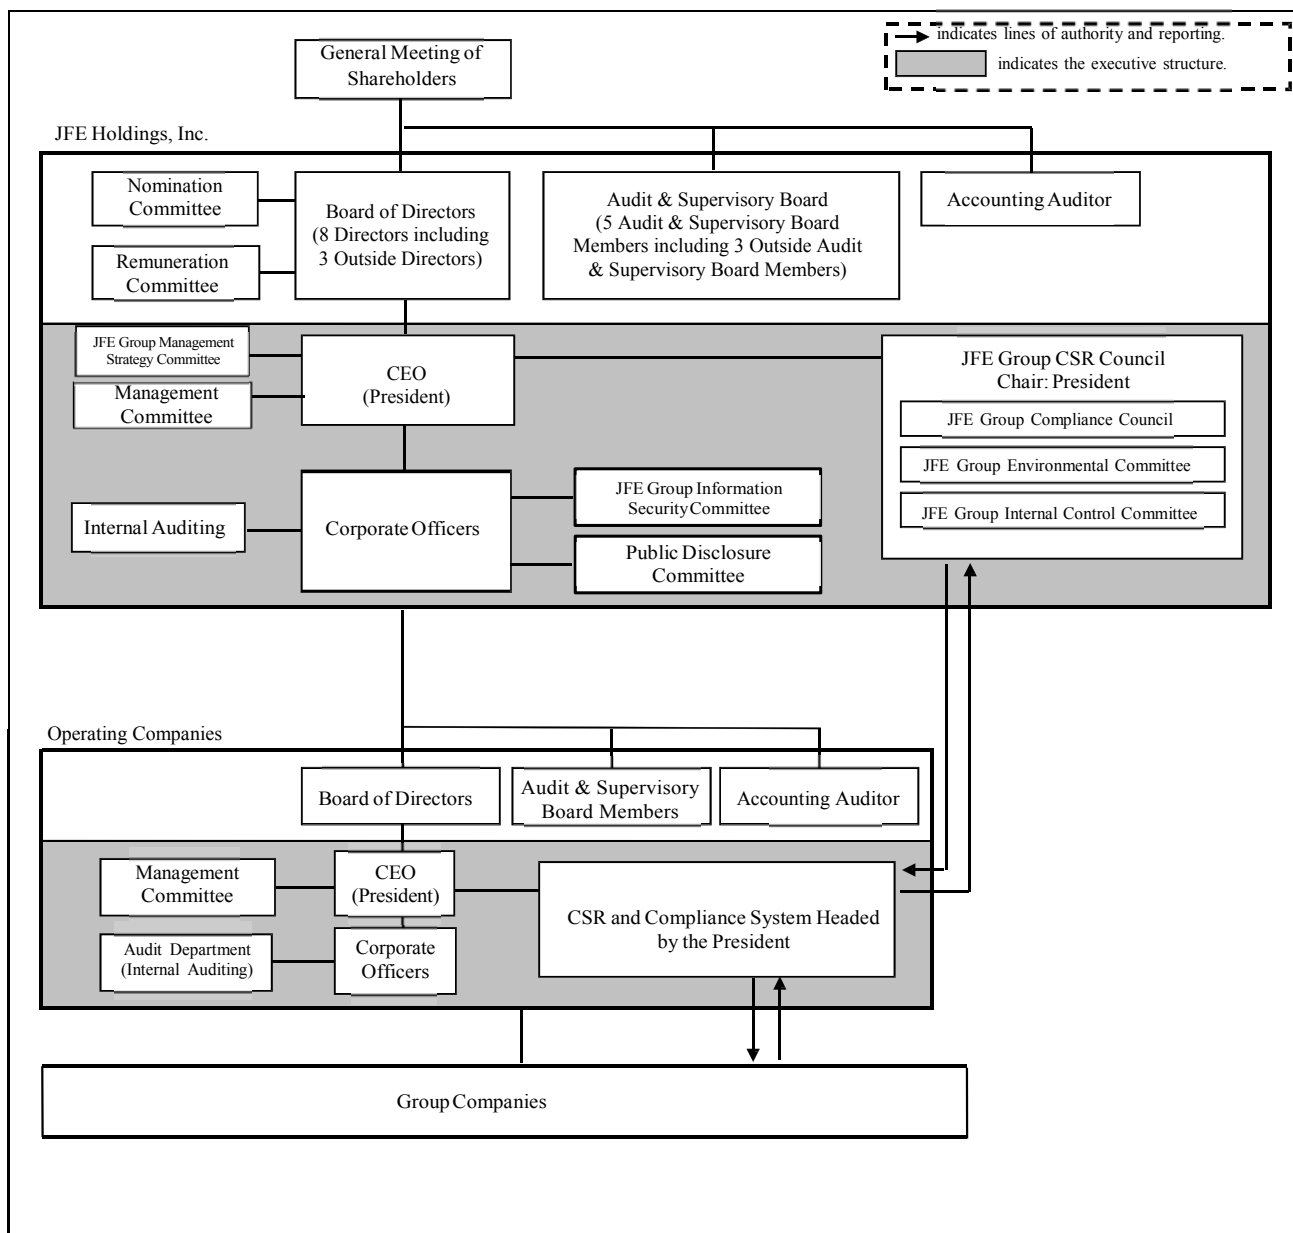 indicates lines of authority and reporting.
indicates the executive structure.
General Meeting of
Shareholders
JFE Holdings, Inc.
Nomination
Committee
Remuneration
Committee
Board of Directors
(8 Directors including
3 Outside Directors)
Audit & Supervisory Board
(5 Audit & Supervisory Board
Members including 3 Outside Audit
& Supervisory Board Members)
Accounting Auditor
JFE Group Management
Strategy Committee
Management
Committee
CEO
(President)
JFE Group CSR Council
Chair: President
JFE Group Compliance Council
JFE Group Environmental Committee
JFE Group Internal Control Committee
Internal Auditing
Corporate Officers
JFE Group Information
Security Committee
Public Disclosure
Committee
Operating Companies
Board of Directors
Audit & Supervisory
Board Members
Accounting Auditor
Management
Committee
CEO
(President)
Audit Department
(Internal Auditing)
Corporate
Officers
CSR and Compliance System Headed
by the President
Group Companies